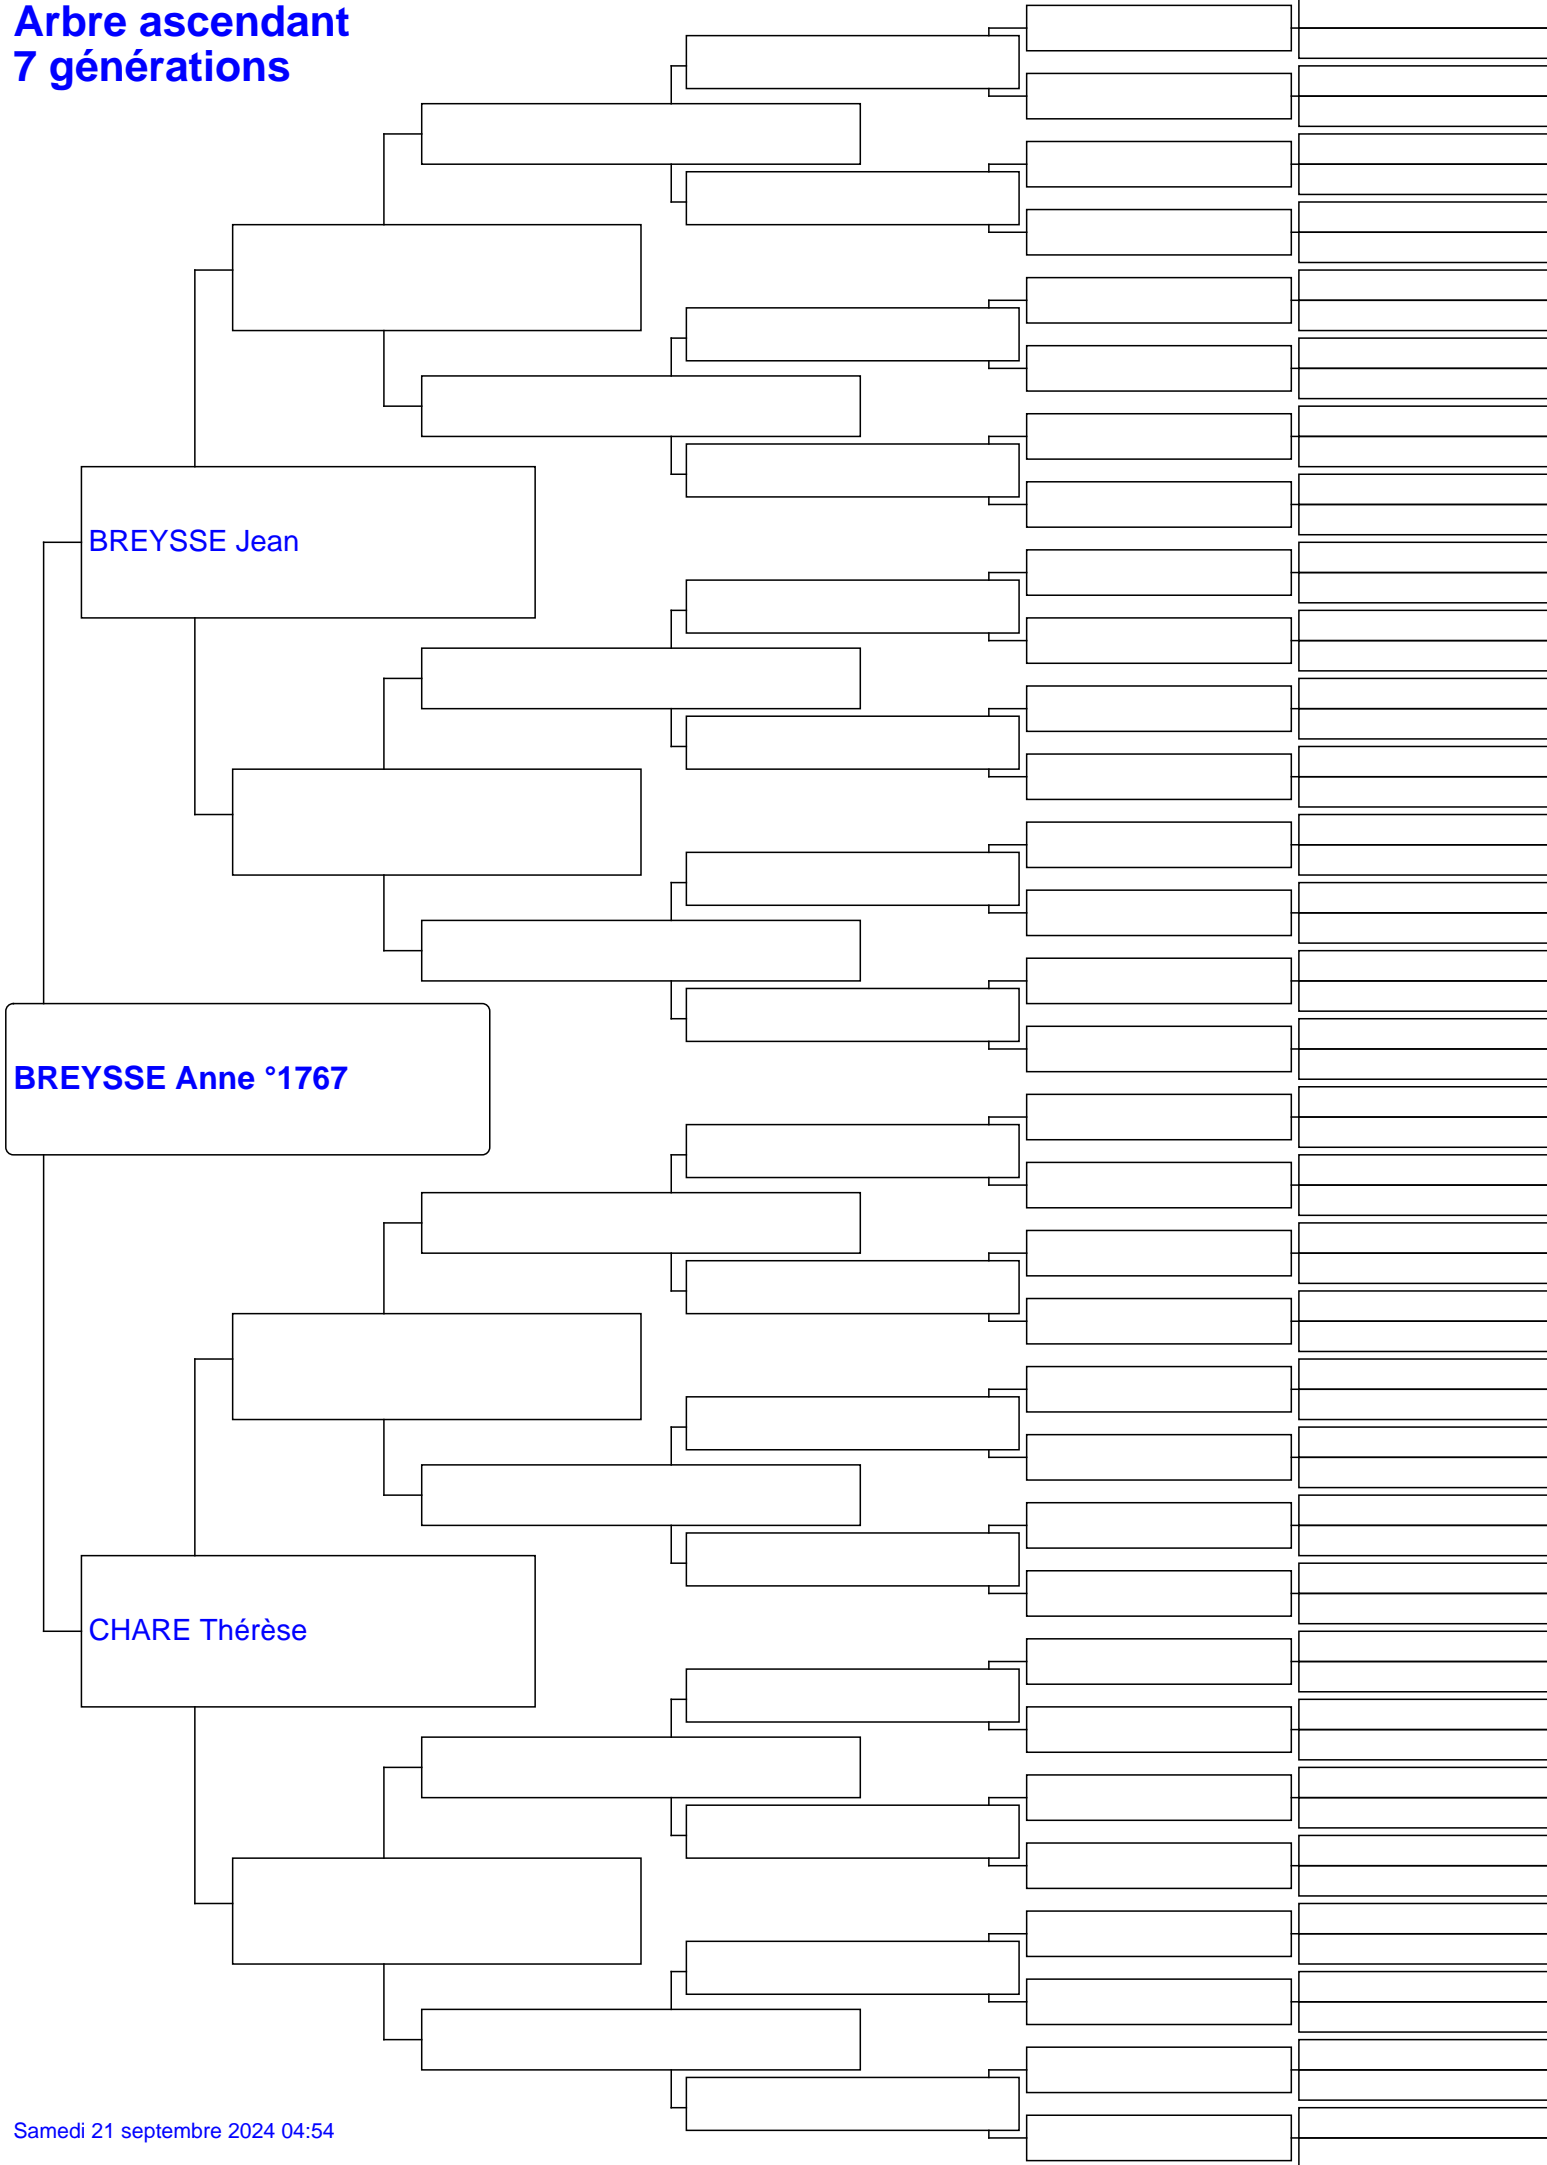 Arbre ascendant
7 générations
BREYSSE Jean
BREYSSE Anne °1767
CHARE Thérèse
Samedi 21 septembre 2024 04:54